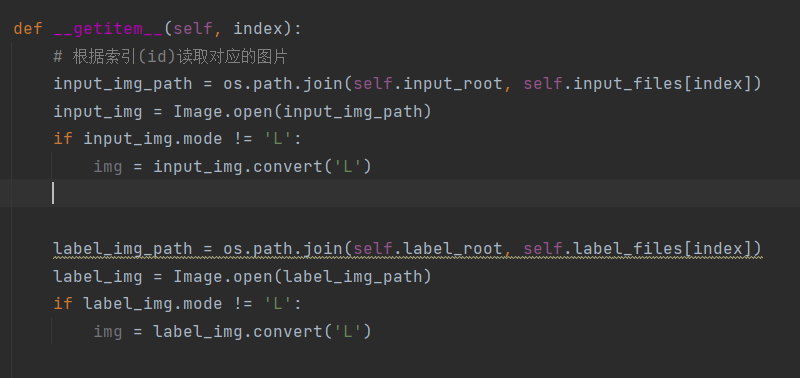 def __getitem__(self, index):
    # 根据索引(id)读取对应的图片
    input_img_path = os.path.join(self.input_root, self.input_files[index])
    input_img = Image.open(input_img_path)
    if input_img.mode != 'L':
        img = input_img.convert('L')
    label_img_path = os.path.join(self.label_root, self.label_files[index])
    label_img = Image.open(label_img_path)
    if label_img.mode != 'L':
        img = label_img.convert('L')